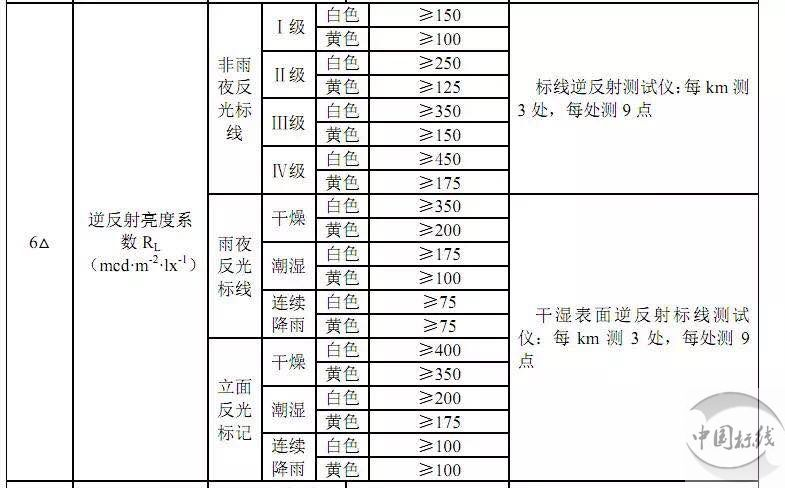 6△
逆反射亮度系
数 R_L
（mcd·m⁻²·lx⁻¹）
非雨
夜反
光标
线
Ⅰ级
白色
≥150
黄色
≥100
Ⅱ级
白色
≥250
黄色
≥125
Ⅲ级
白色
≥350
黄色
≥150
Ⅳ级
白色
≥450
黄色
≥175
标线逆反射测试仪：每 km 测
3 处，每处测 9 点
雨夜
反光
标线
干燥
白色
≥350
黄色
≥200
潮湿
白色
≥175
黄色
≥100
连续
降雨
白色
≥75
黄色
≥75
立面
反光
标记
干燥
白色
≥400
黄色
≥350
潮湿
白色
≥200
黄色
≥175
连续
降雨
白色
≥100
黄色
≥100
干湿表面逆反射标线测试
仪：每 km 测 3 处，每处测 9
点
中国标线